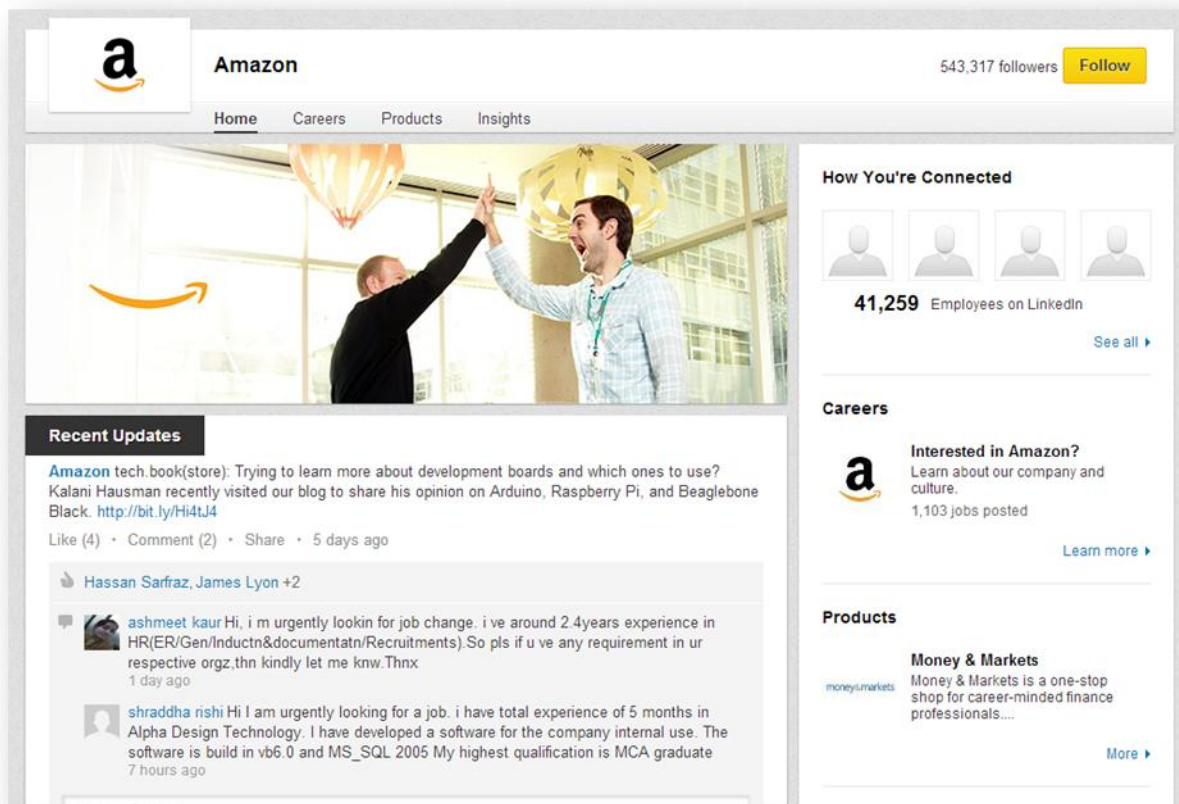 a
Amazon
543,317 followers
Follow
Home
Careers
Products
Insights
Recent Updates
Amazon tech.book(store): Trying to learn more about development boards and which ones to use?
Kalani Hausman recently visited our blog to share his opinion on Arduino, Raspberry Pi, and Beaglebone
Black. http://bit.ly/Hi4tJ4
Like (4) • Comment (2) • Share • 5 days ago
Hassan Sarfraz, James Lyon +2
ashmeet kaur Hi, i m urgently lookin for job change. i ve around 2.4years experience in
HR(ER/Gen/Inductn&documentatn/Recruitments).So pls if u ve any requirement in ur
respective orgz,thn kindly let me knw.Thnx
1 day ago
shraddha rishi Hi I am urgently looking for a job. i have total experience of 5 months in
Alpha Design Technology. I have developed a software for the company internal use. The
software is build in vb6.0 and MS_SQL 2005 My highest qualification is MCA graduate
7 hours ago
How You're Connected
41,259 Employees on LinkedIn
See all
Careers
a
Interested in Amazon?
Learn about our company and
culture.
1,103 jobs posted
Learn more
Products
money&markets
Money & Markets
Money & Markets is a one-stop
shop for career-minded finance
professionals....
More